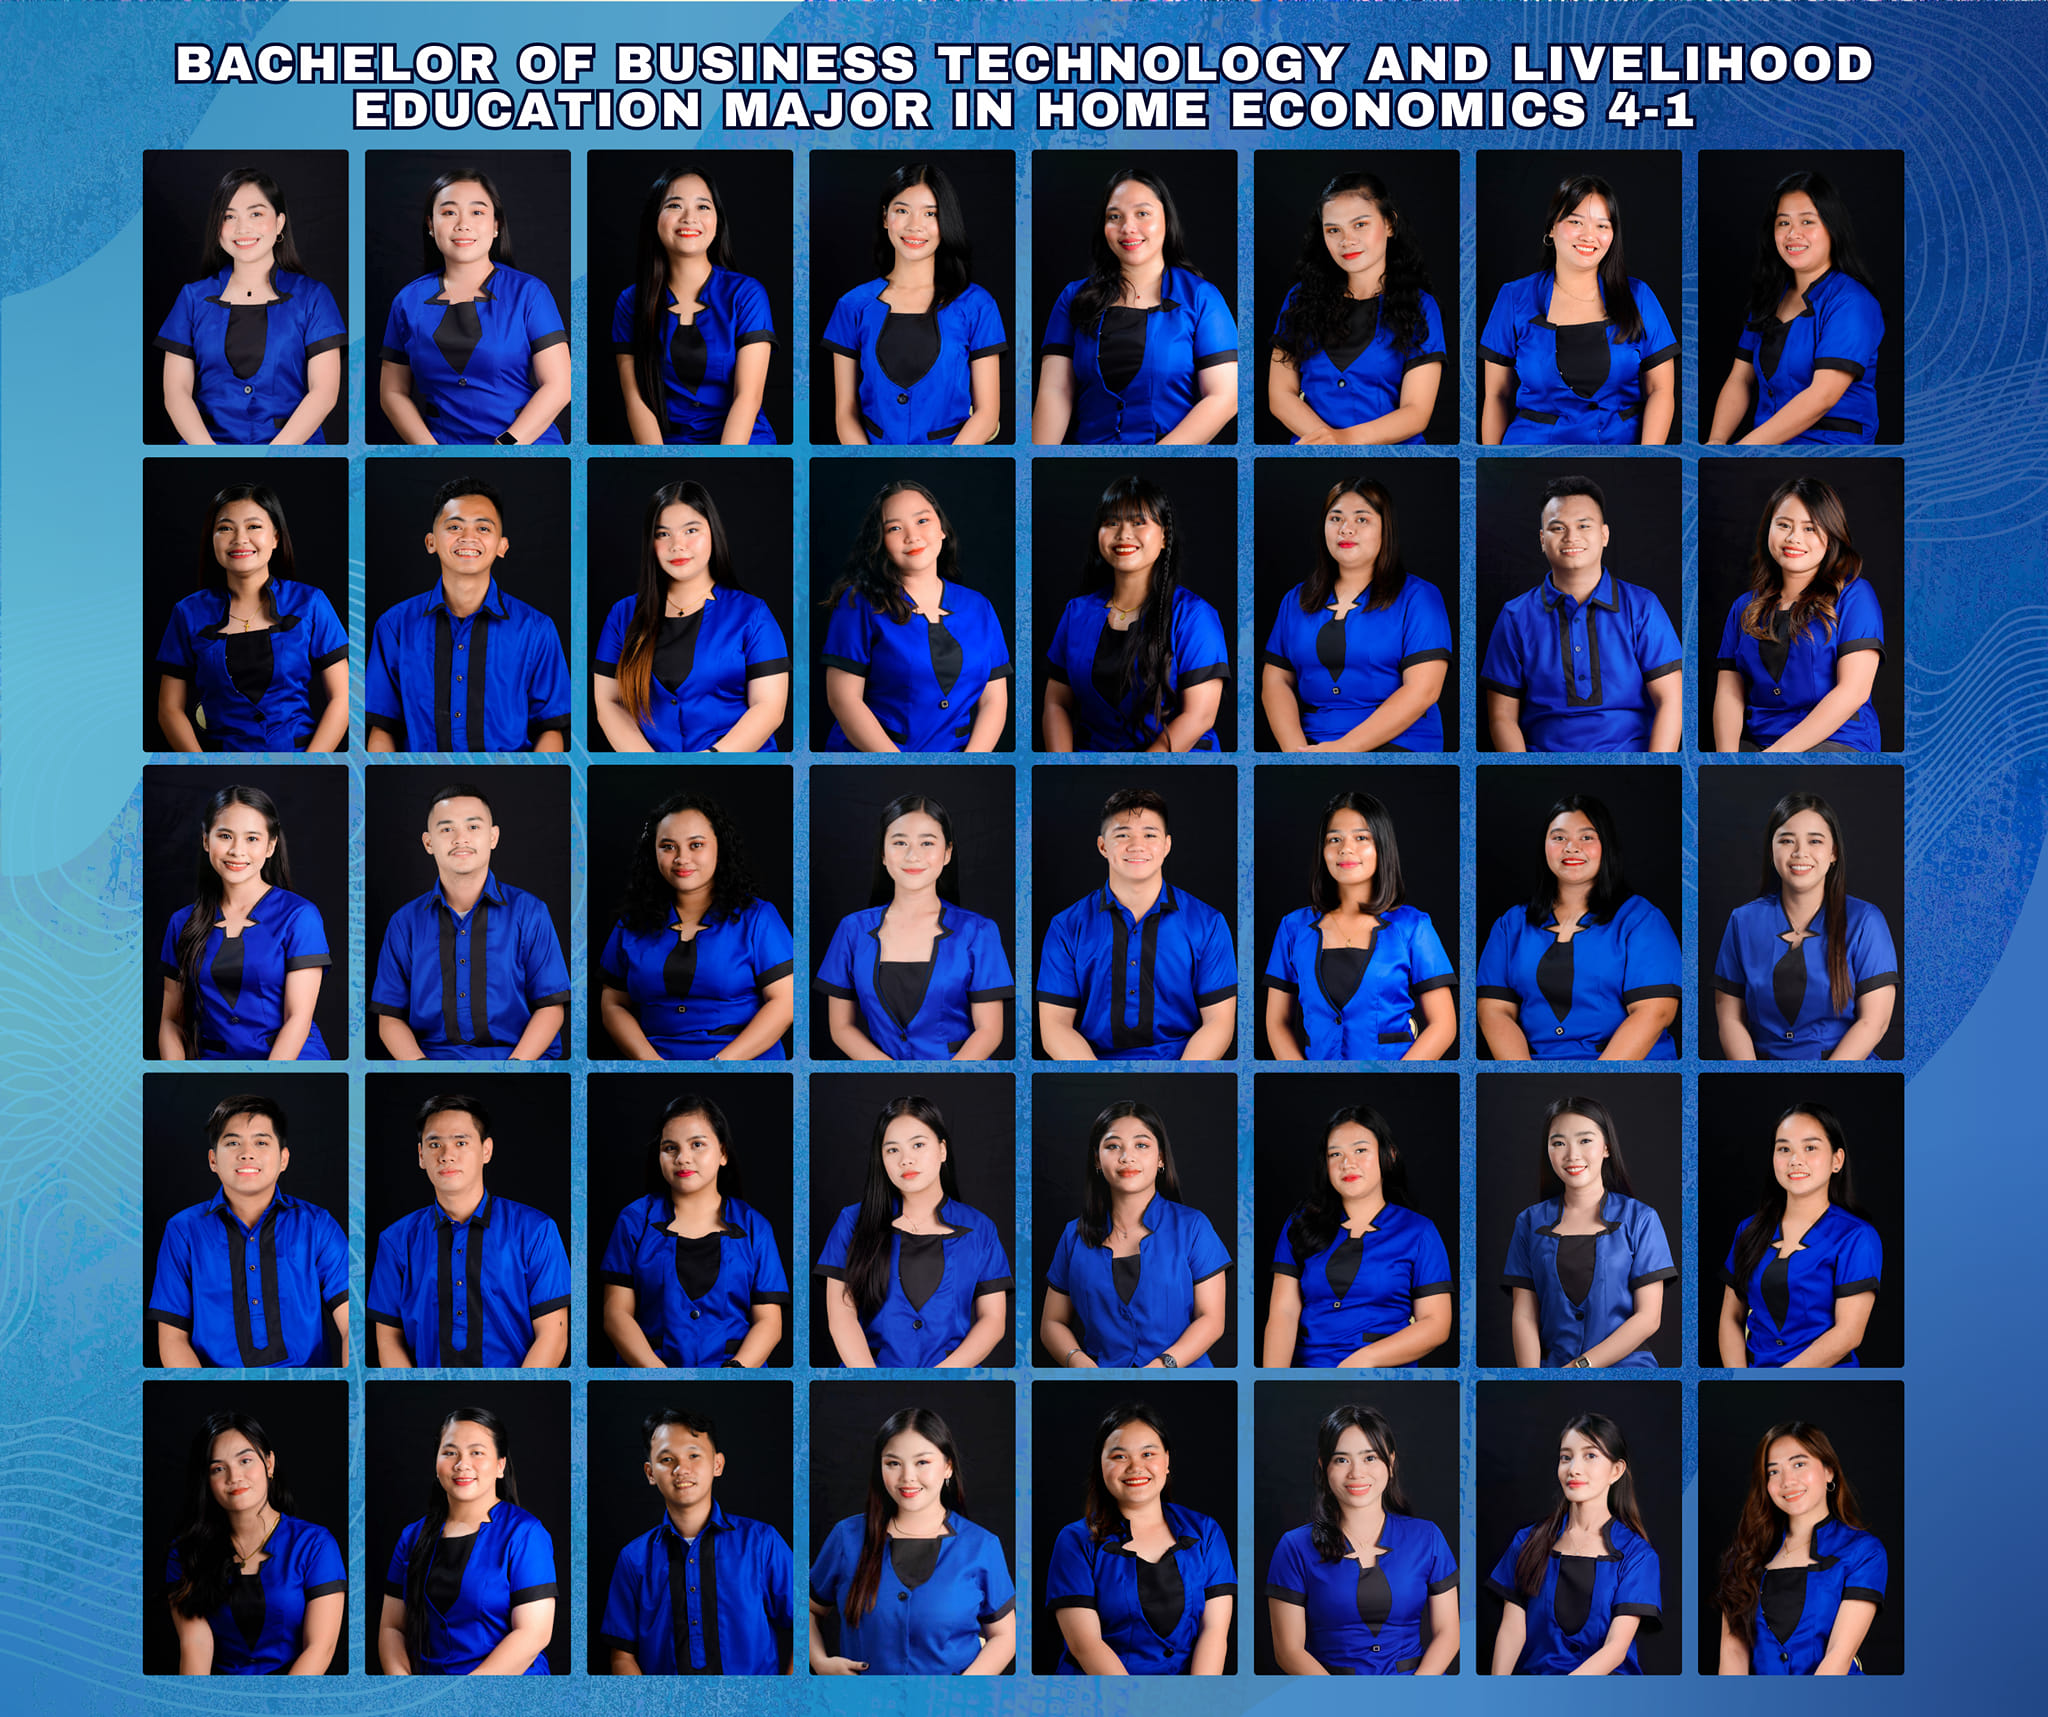 BACHELOR OF BUSINESS TECHNOLOGY AND LIVELIHOOD
EDUCATION MAJOR IN HOME ECONOMICS 4-1